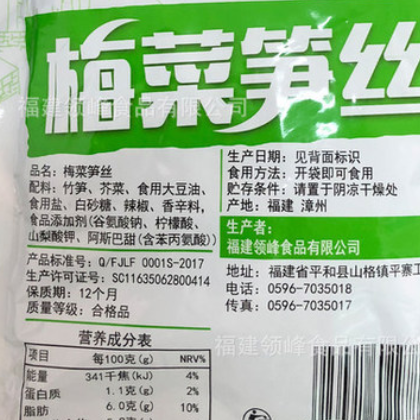 梅菜笋丝
福建领峰食品有限公司
品名：梅菜笋丝
配料：竹笋、芥菜、食用大豆油、
食用盐、白砂糖、辣椒、香辛料，
食品添加剂(谷氨酸钠、柠檬酸、
山梨酸钾、阿斯巴甜(含苯丙氨酸))
产品标准号：Q/FJLF 0001S-2017
生产许可证号：SC11635062800414
保质期：12个月
质量等级：合格品
生产日期：见背面标识
食用方法：开袋即可食用
贮存条件：请置于阴凉干燥处
产地：福建 漳州
生产者：
福建领峰食品有限公司
地址：福建省平和县山格镇平寨工
电话：0596-7035018
传真：0596-7035017
营养成分表
项目 每100克(g) NRV%
能量 341千焦(kJ) 4%
蛋白质 1.1克(g) 2%
脂肪 6.0克(g) 10%
福建领峰食品有限公司